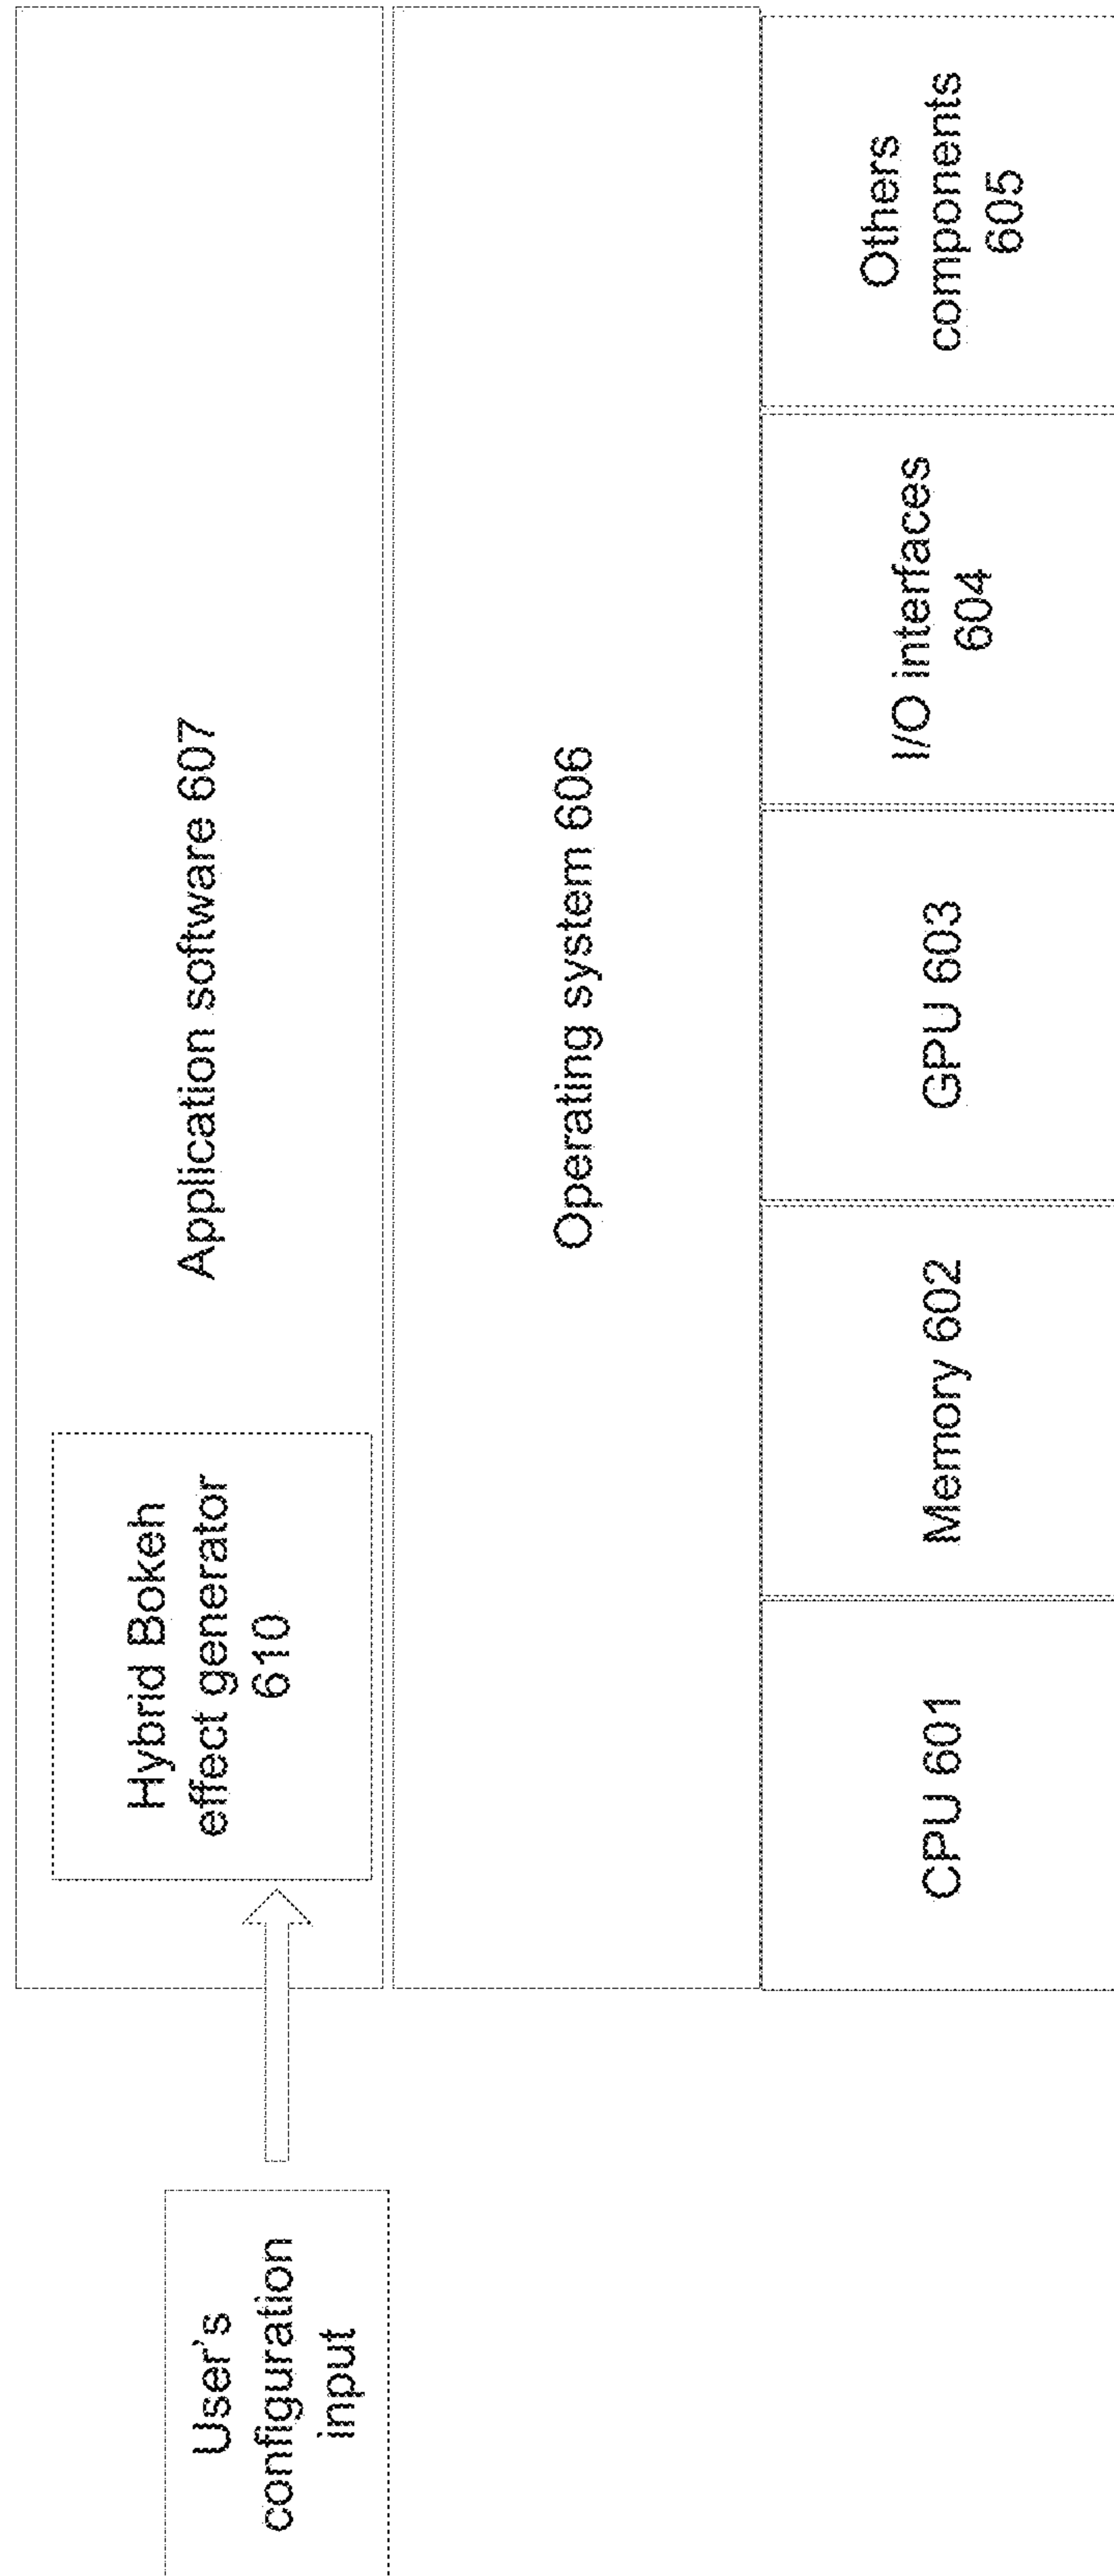 User's
configuration
input
Hybrid Bokeh
effect generator
610
Application software 607
Operating system 606
CPU 601
Memory 602
GPU 603
I/O interfaces
604
Others
components
605